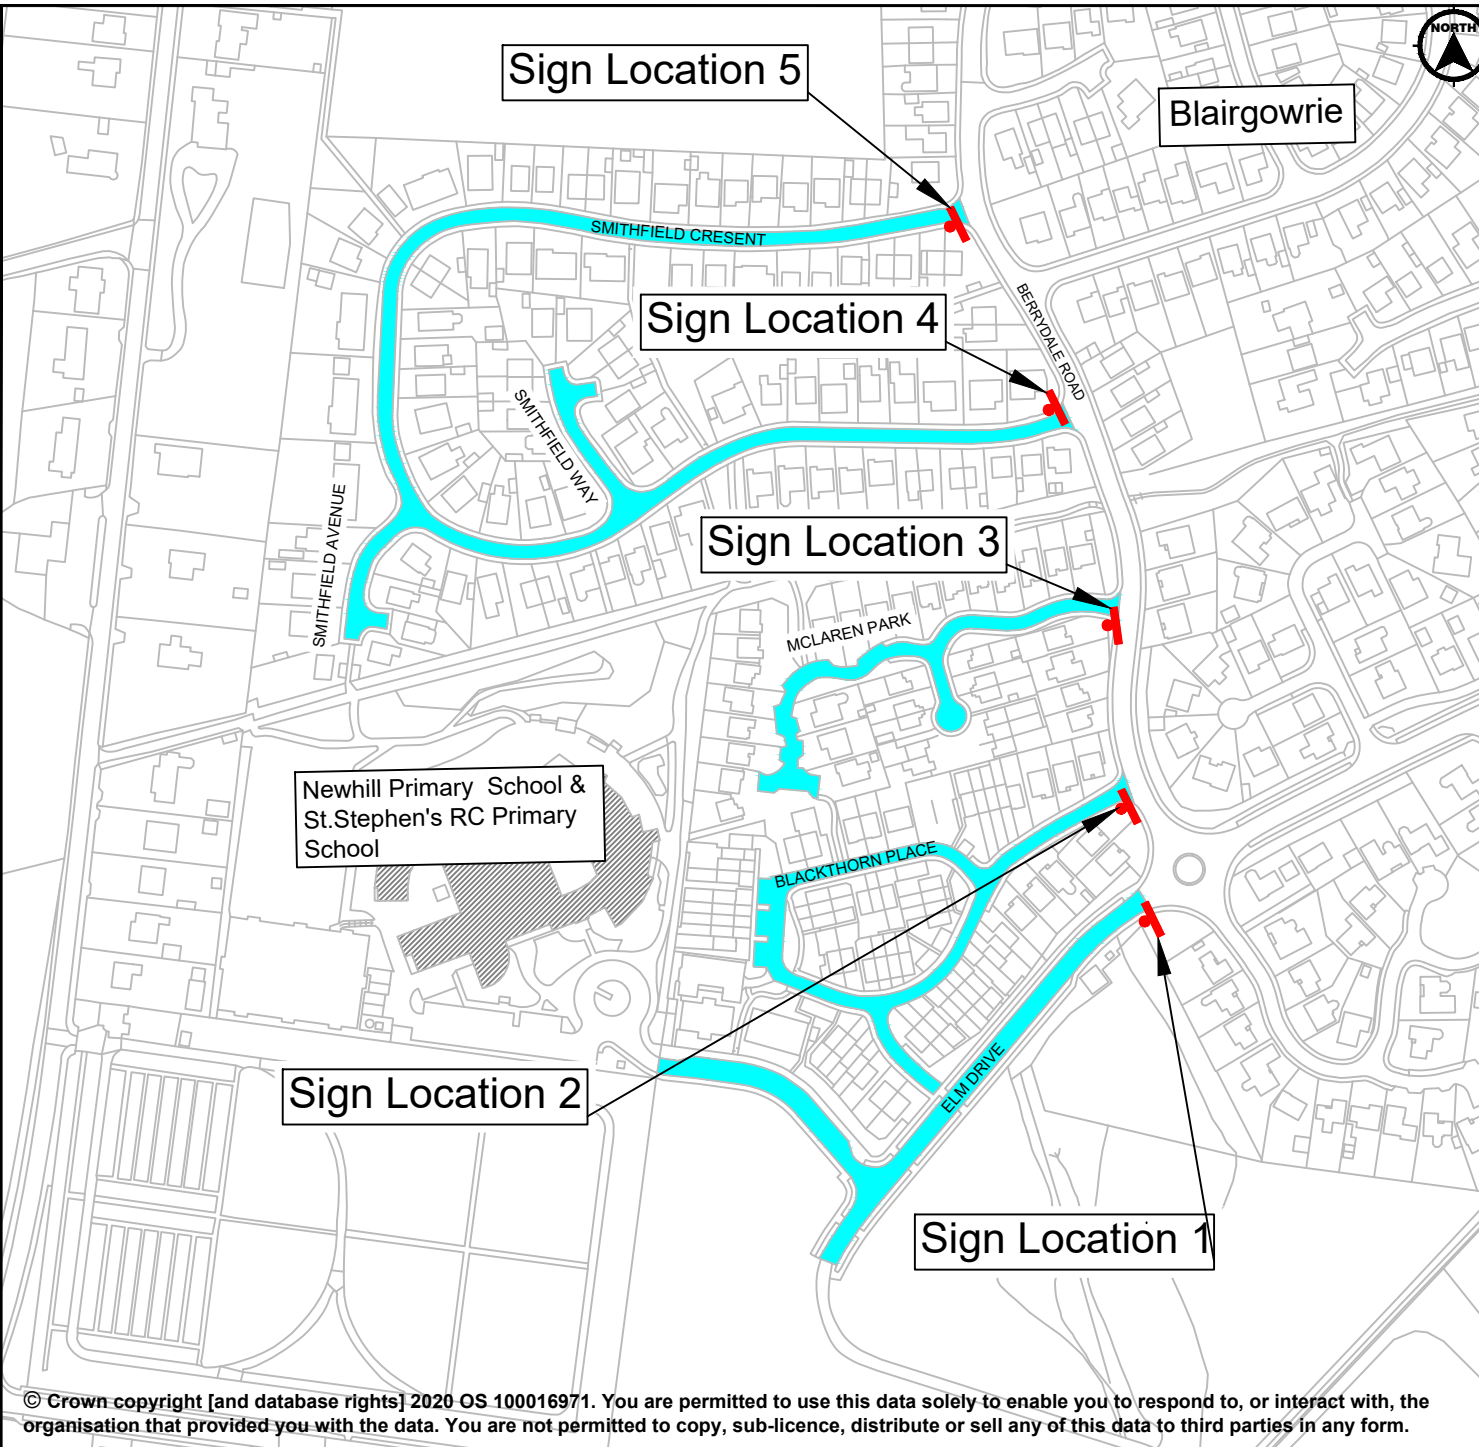 NORTH
Sign Location 5
Blairgowrie
SMITHFIELD CRESENT
Sign Location 4
BERRYDALE ROAD
SMITHFIELD WAY
SMITHFIELD AVENUE
Sign Location 3
MCLAREN PARK
Newhill Primary School &
St.Stephen's RC Primary
School
BLACKTHORN PLACE
Sign Location 2
ELM DRIVE
Sign Location 1
© Crown copyright [and database rights] 2020 OS 100016971. You are permitted to use this data solely to enable you to respond to, or interact with, the
organisation that provided you with the data. You are not permitted to copy, sub-licence, distribute or sell any of this data to third parties in any form.